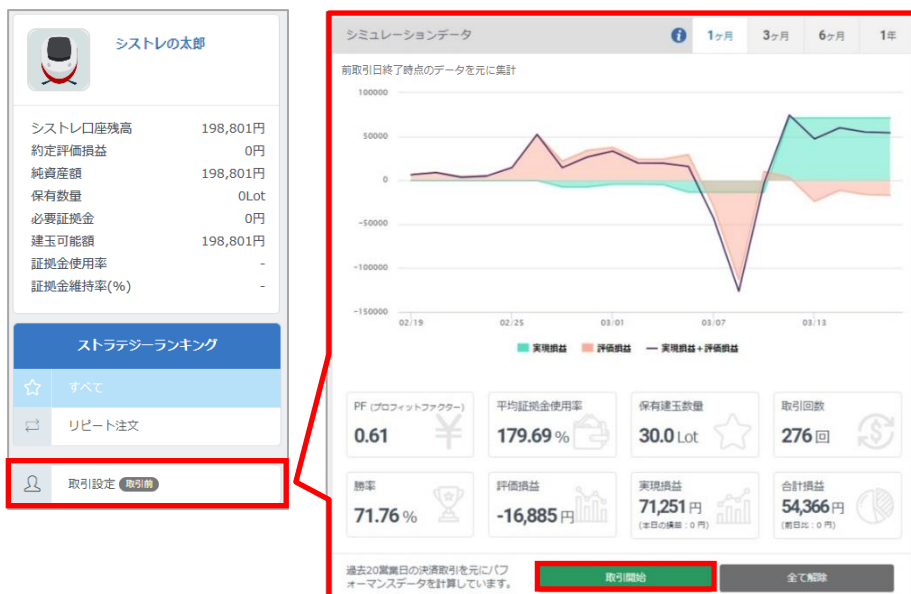 シストレの太郎
シストレ口座残高 198,801円
約定評価損益 0円
純資産額 198,801円
保有数量 0Lot
必要証拠金 0円
建玉可能額 198,801円
証拠金使用率 -
証拠金維持率(%) -
ストラテジーランキング
すべて
リピート注文
取引設定 取引前
シミュレーションデータ i 1ヶ月 3ヶ月 6ヶ月 1年
前取引日終了時点のデータを元に集計
100000
50000
0
-50000
-100000
-150000
02/19 02/25 03/01 03/07 03/13
実現損益 評価損益 実現損益+評価損益
PF (プロフィットファクター) 平均証拠金使用率 保有建玉数量 取引回数
0.61 179.69 % 30.0 Lot 276 回
勝率 評価損益 実現損益 合計損益
71.76 % -16,885 円 71,251 円 54,366 円
(本日の積苗:0 円) (前日比:0 円)
過去20営業日の決済取引を元にパフ
ォーマンスデータを計算しています。
取引開始 全て解除